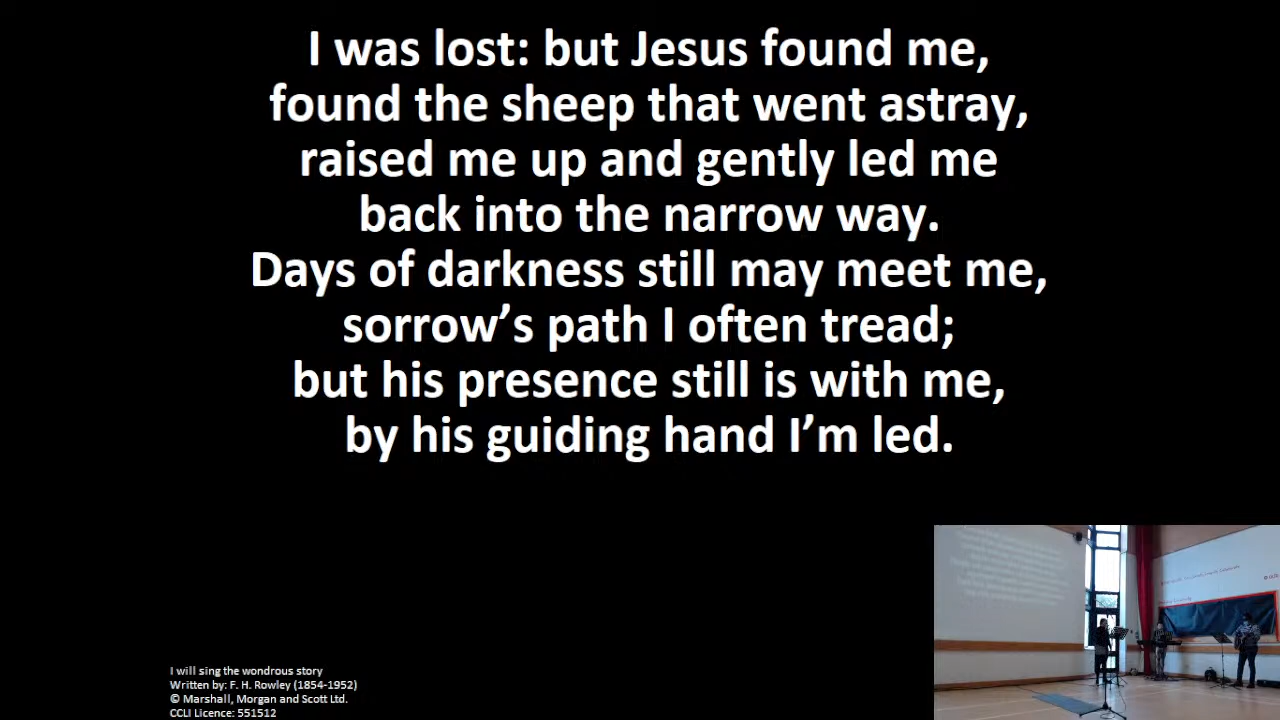 I was lost: but Jesus found me,
found the sheep that went astray,
raised me up and gently led me
back into the narrow way.
Days of darkness still may meet me,
sorrow’s path I often tread;
but his presence still is with me,
by his guiding hand I’m led.
I will sing the wondrous story
Written by: F. H. Rowley (1854-1952)
© Marshall, Morgan and Scott Ltd.
CCLI Licence: 551512